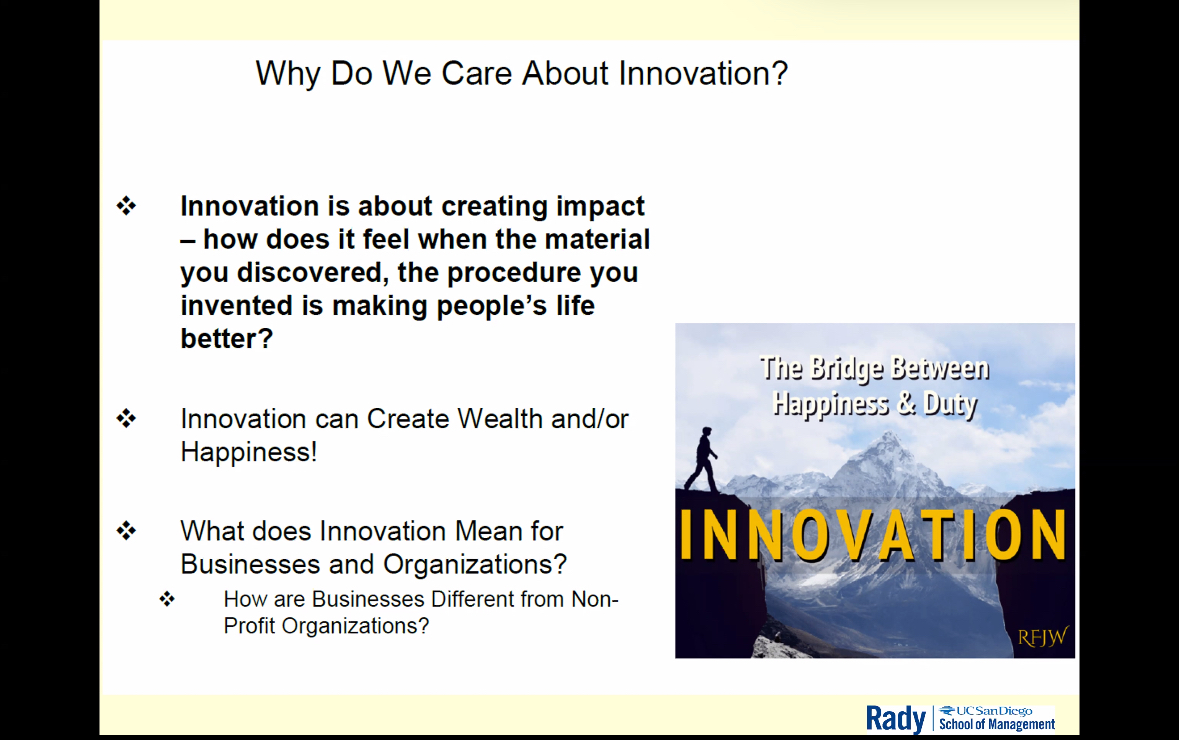 Why Do We Care About Innovation?
❖ Innovation is about creating impact
– how does it feel when the material
you discovered, the procedure you
invented is making people’s life
better?
❖ Innovation can Create Wealth and/or
Happiness!
❖ What does Innovation Mean for
Businesses and Organizations?
❖ How are Businesses Different from Non-
Profit Organizations?
The Bridge Between
Happiness & Duty
INNOVATION
RFJW
Rady
UC San Diego
School of Management